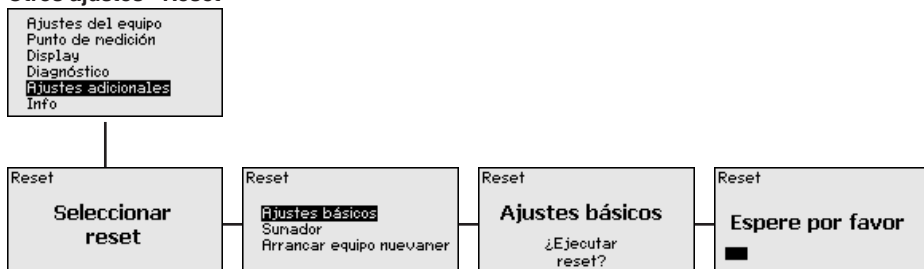 Otros ajustes - Reset
Ajustes del equipo
Punto de medición
Display
Diagnóstico
Ajustes adicionales
Info
Reset
Seleccionar
reset
Reset
Ajustes básicos
Sumador
Arrancar equipo nuevamer
Reset
Ajustes básicos
¿Ejecutar
reset?
Reset
Espere por favor